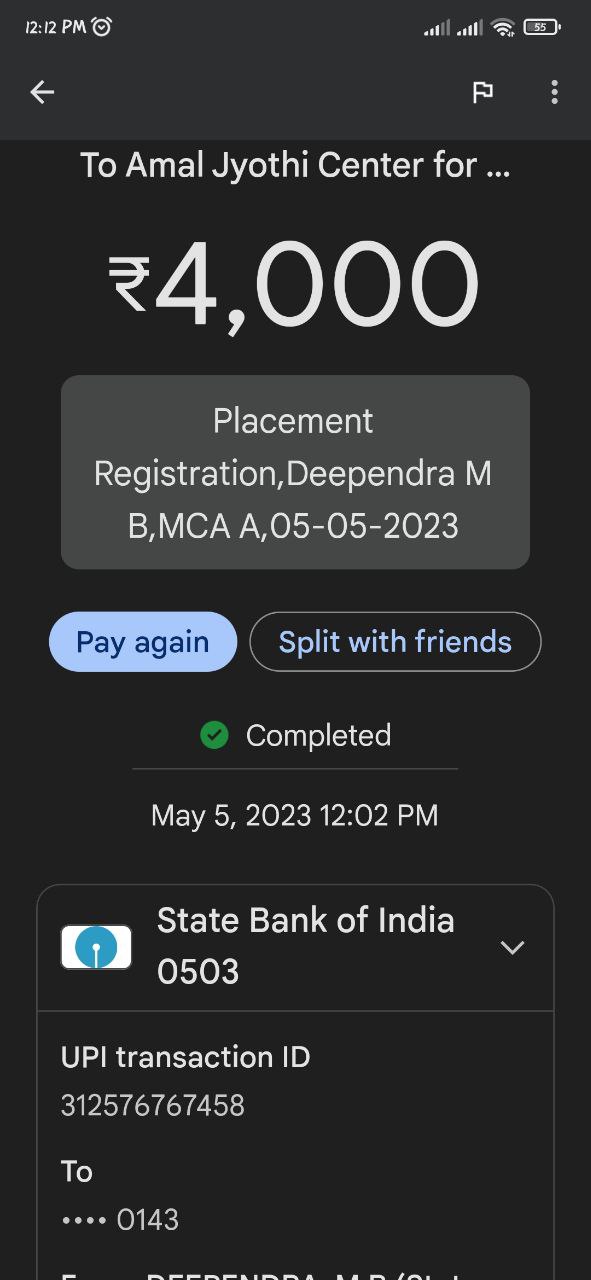 12:12 PM
55
To Amal Jyothi Center for ...
₹4,000
Placement
Registration,Deependra M
B,MCA A,05-05-2023
Pay again
Split with friends
Completed
May 5, 2023 12:02 PM
State Bank of India
0503
UPI transaction ID
312576767458
To
•••• 0143